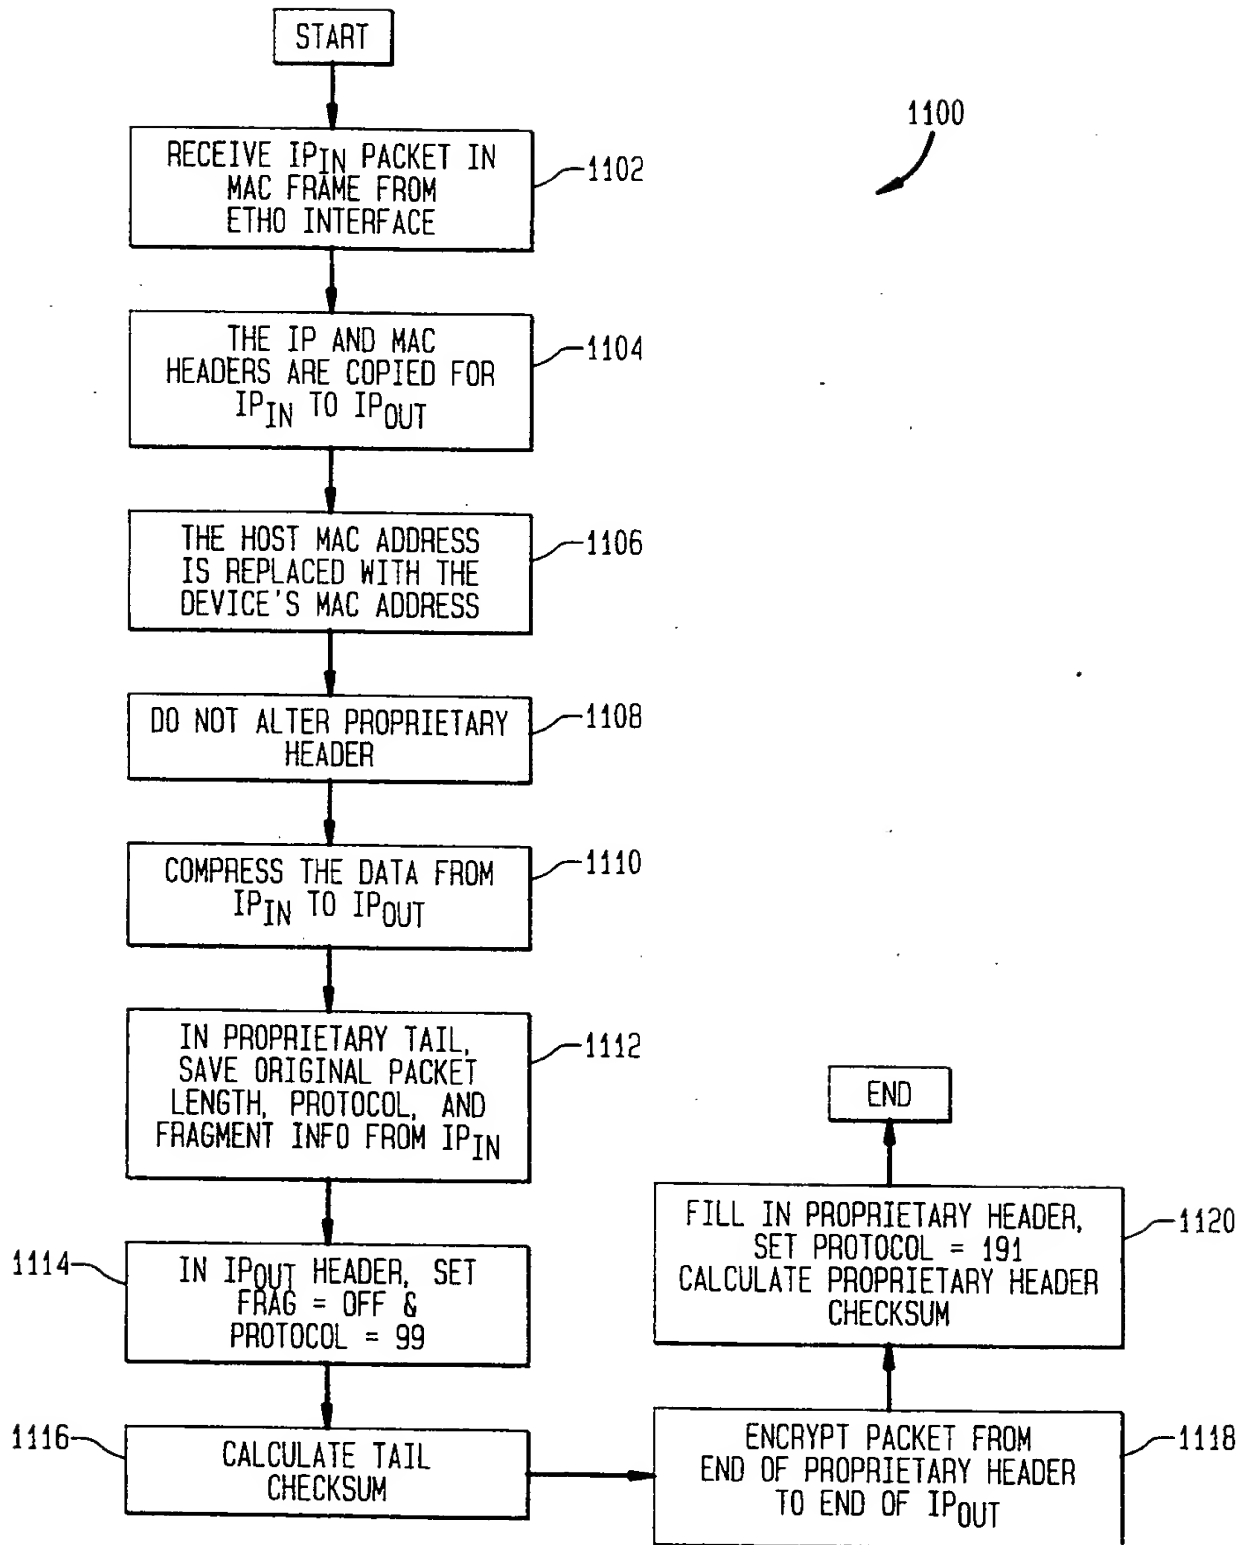 START
1100
RECEIVE IPIN PACKET IN
MAC FRAME FROM
ETHO INTERFACE
1102
THE IP AND MAC
HEADERS ARE COPIED FOR
IPIN TO IPOUT
1104
THE HOST MAC ADDRESS
IS REPLACED WITH THE
DEVICE'S MAC ADDRESS
1106
DO NOT ALTER PROPRIETARY
HEADER
1108
COMPRESS THE DATA FROM
IPIN TO IPOUT
1110
IN PROPRIETARY TAIL,
SAVE ORIGINAL PACKET
LENGTH, PROTOCOL, AND
FRAGMENT INFO FROM IPIN
1112
1114
IN IPOUT HEADER, SET
FRAG = OFF &
PROTOCOL = 99
1116
CALCULATE TAIL
CHECKSUM
ENCRYPT PACKET FROM
END OF PROPRIETARY HEADER
TO END OF IPOUT
1118
FILL IN PROPRIETARY HEADER,
SET PROTOCOL = 191
CALCULATE PROPRIETARY HEADER
CHECKSUM
1120
END